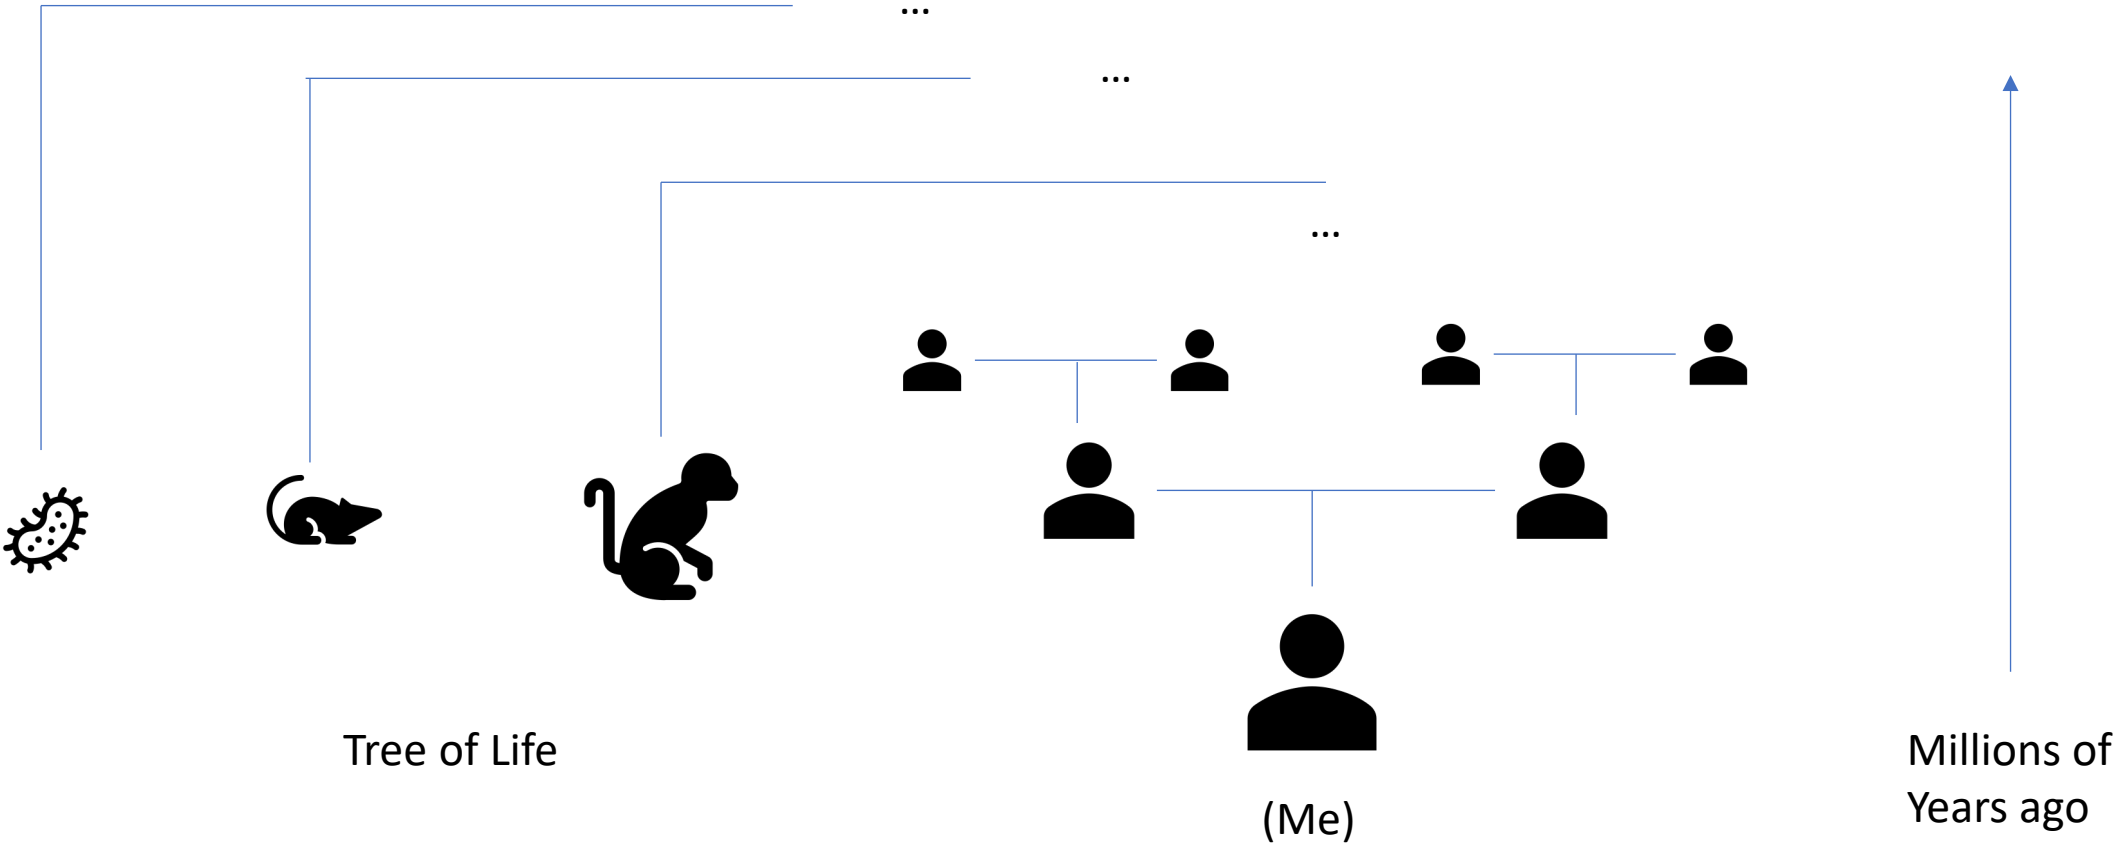 ...
...
...
Tree of Life
(Me)
Millions of
Years ago